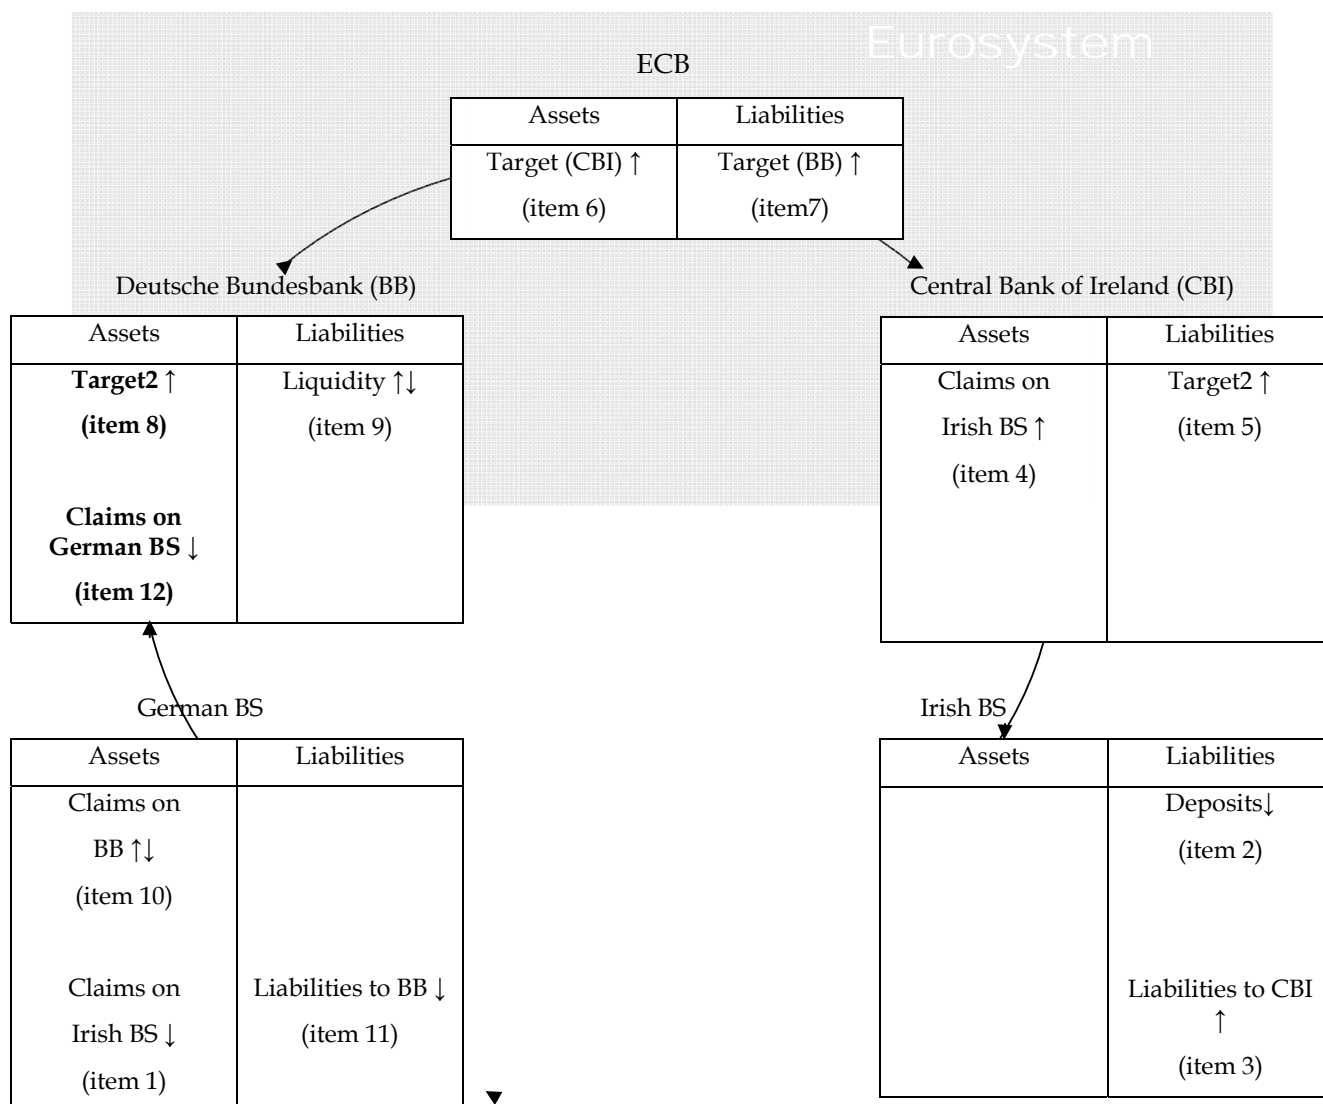 Eurosystem
ECB
Assets Liabilities
Target (CBI) ↑ Target (BB) ↑
(item 6) (item7)
Deutsche Bundesbank (BB) Central Bank of Ireland (CBI)
Assets Liabilities
Target2 ↑ Liquidity ↑↓
(item 8) (item 9)
Claims on
German BS ↓
(item 12)
Assets Liabilities
Claims on Target2 ↑
Irish BS ↑ (item 5)
(item 4)
German BS Irish BS
Assets Liabilities
Claims on
BB ↑↓
(item 10)
Claims on Liabilities to BB ↓
Irish BS ↓ (item 11)
(item 1)
Assets Liabilities
Deposits↓
(item 2)
Liabilities to CBI
↑
(item 3)